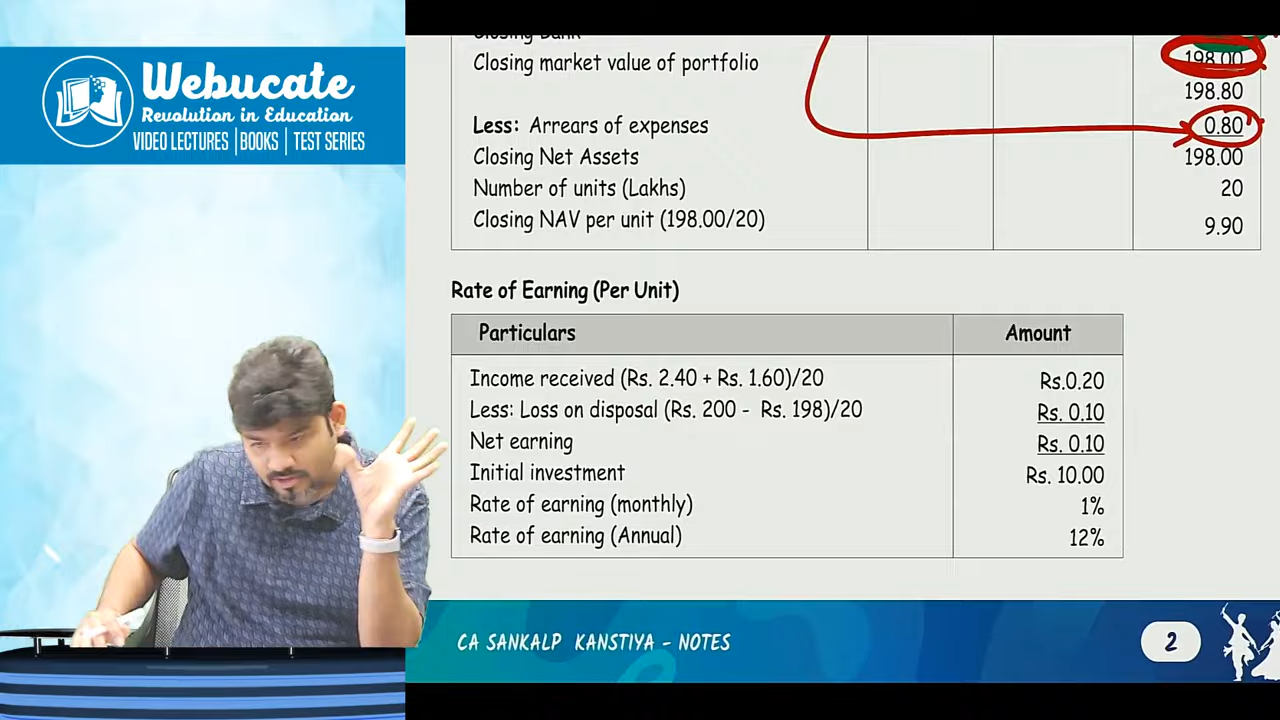 Webucate
Revolution in Education
VIDEO LECTURES | BOOKS | TEST SERIES
Closing Bank
Closing market value of portfolio 198.00
198.80
Less: Arrears of expenses 0.80
Closing Net Assets 198.00
Number of units (Lakhs) 20
Closing NAV per unit (198.00/20) 9.90
Rate of Earning (Per Unit)
Particulars Amount
Income received (Rs. 2.40 + Rs. 1.60)/20 Rs.0.20
Less: Loss on disposal (Rs. 200 - Rs. 198)/20 Rs. 0.10
Net earning Rs. 0.10
Initial investment Rs. 10.00
Rate of earning (monthly) 1%
Rate of earning (Annual) 12%
CA SANKALP KANSTIYA - NOTES
2